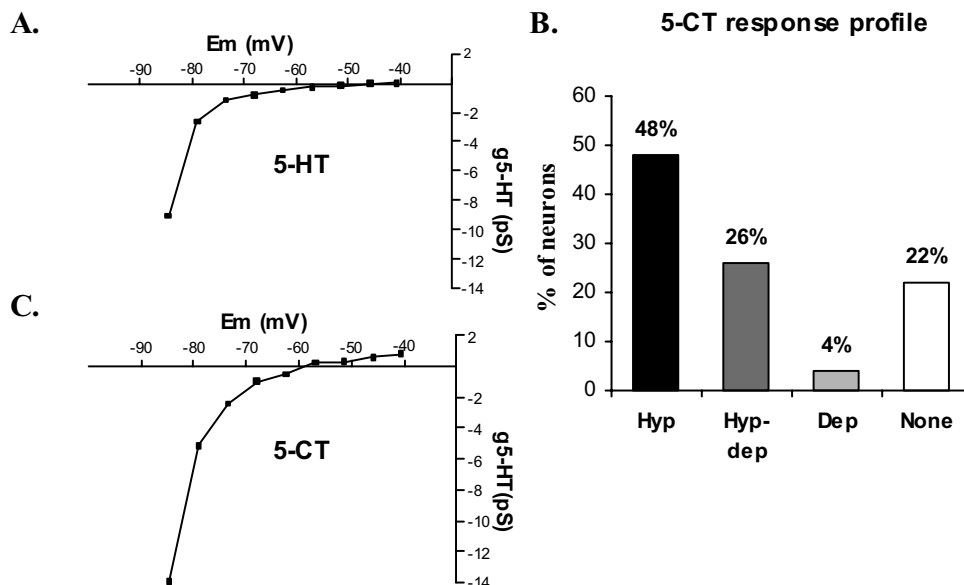 A.
Em (mV)
-90 -80 -70 -60 -50 -40
2
-2
-4
-6
-8
-10
-12
-14
g5-HT (pS)
5-HT
B.
5-CT response profile
% of neurons
60
50
40
30
20
10
0
48%
26%
4%
22%
Hyp Hyp- Dep None
dep
C.
Em (mV)
-90 -80 -70 -60 -50 -40
2
-2
-4
-6
-8
-10
-12
-14
g5-HT(pS)
5-CT